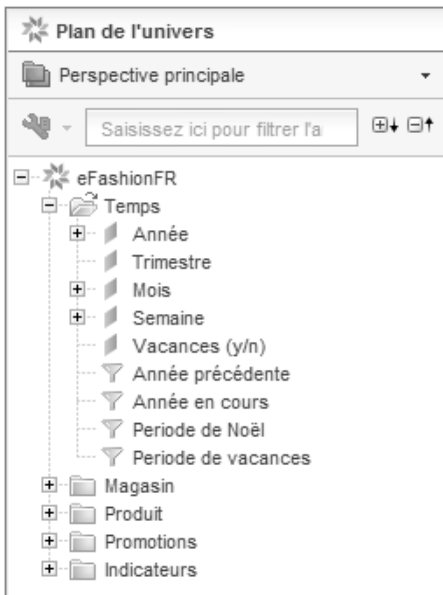 Plan de l'univers
Perspective principale
Saisissez ici pour filtrer l'a
eFashionFR
Temps
Année
Trimestre
Mois
Semaine
Vacances (y/n)
Année précédente
Année en cours
Periode de Noël
Periode de vacances
Magasin
Produit
Promotions
Indicateurs